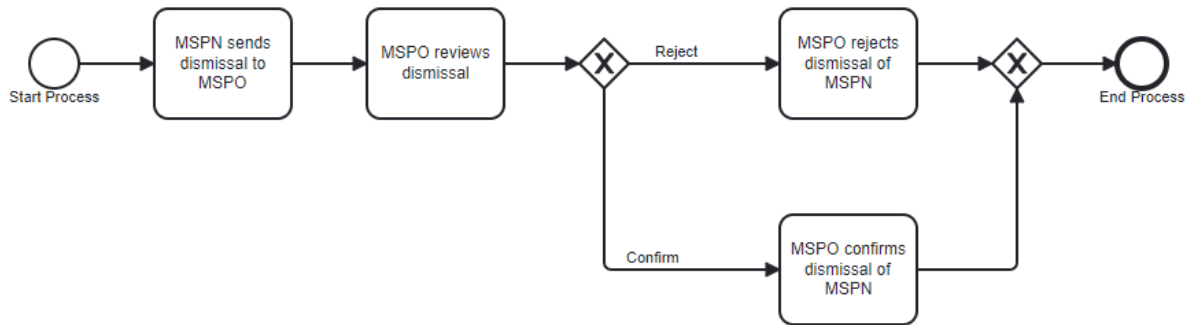 Start Process
MSPN sends
dismissal to
MSPO
MSPO reviews
dismissal
Reject
MSPO rejects
dismissal of
MSPN
End Process
Confirm
MSPO confirms
dismissal of
MSPN